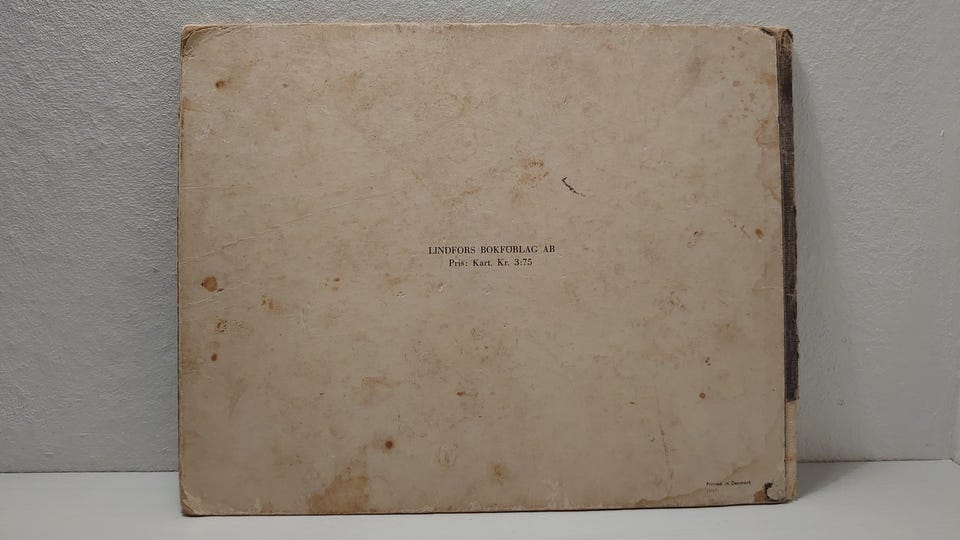 LINDFORS BOKFÖRLAG AB
Pris: Kart. Kr. 3:75
Printed in Denmark